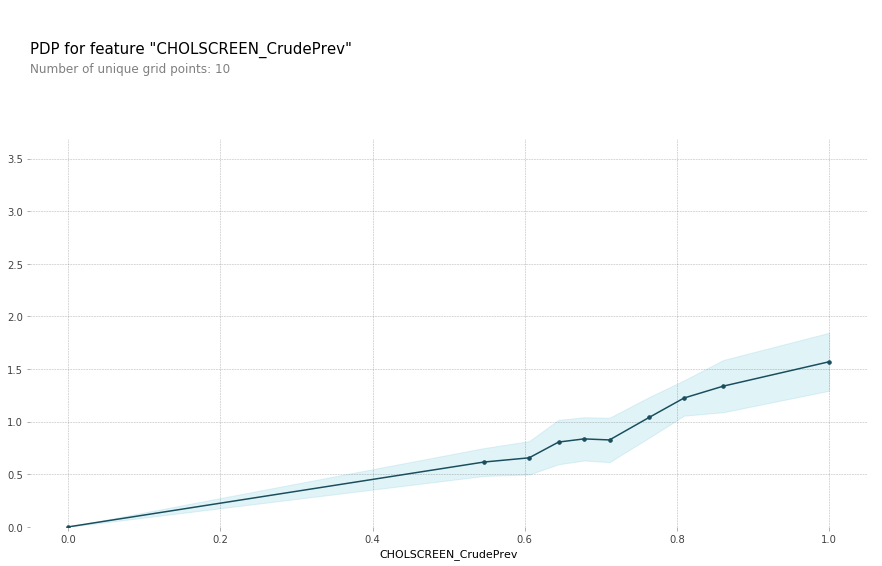 PDP for feature "CHOLSCREEN_CrudePrev"
Number of unique grid points: 10
3.5
3.0
2.5
2.0
1.5
1.0
0.5
0.0
0.0 0.2 0.4 0.6 0.8 1.0
CHOLSCREEN_CrudePrev